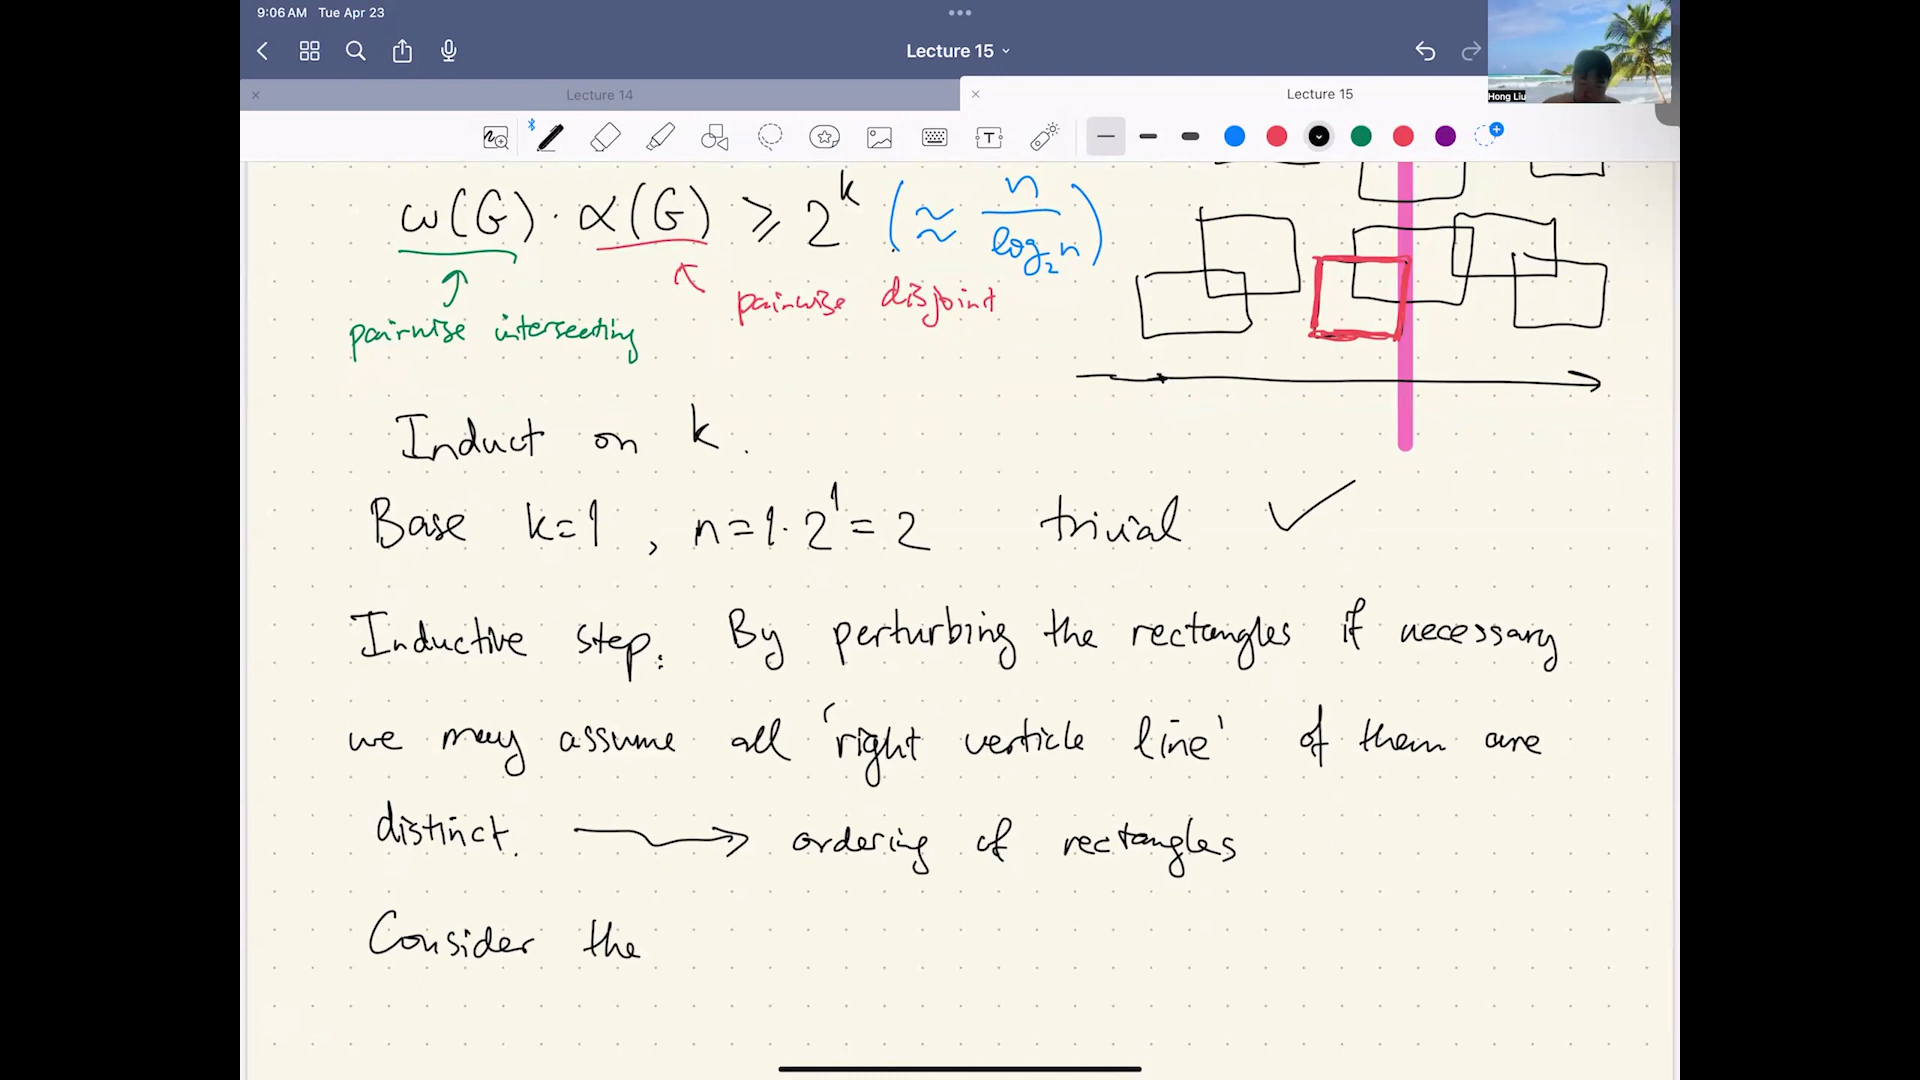 9:06 AM Tue Apr 23
Lecture 15
Lecture 14
Lecture 15
Hong Liu
ω(G) · α(G) ⩾ 2^k (≈ n / log₂ n)
pairwise intersecting
pairwise disjoint
Induct on k.
Base k=1, n=1·2^1=2 trivial ✓
Inductive step: By perturbing the rectangles if necessary
we may assume all 'right verticle line' of them are
distinct. → ordering of rectangles
Consider the